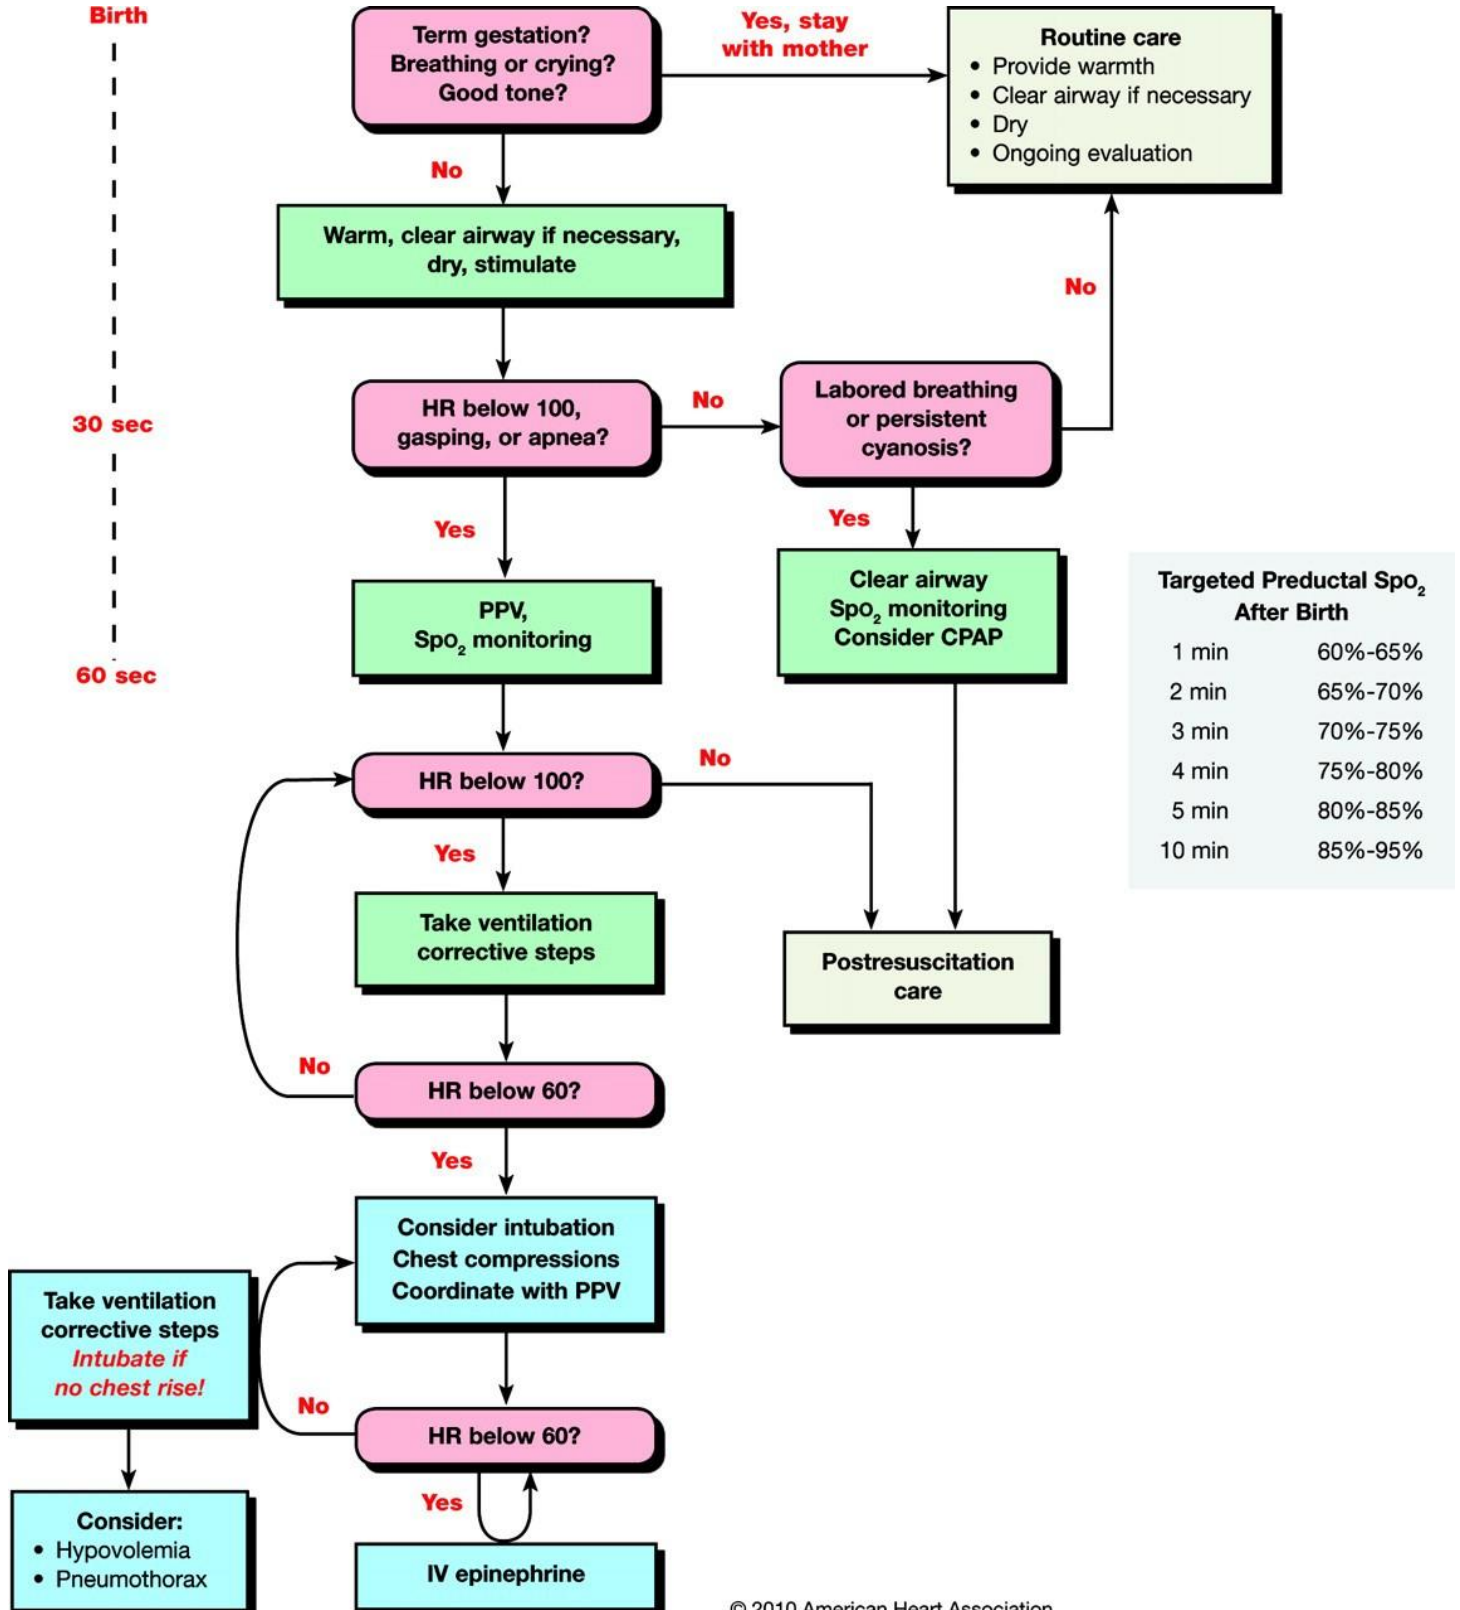 Birth
Term gestation?
Breathing or crying?
Good tone?
Yes, stay
with mother
Routine care
• Provide warmth
• Clear airway if necessary
• Dry
• Ongoing evaluation
No
Warm, clear airway if necessary,
dry, stimulate
No
30 sec
HR below 100,
gasping, or apnea?
No
Labored breathing
or persistent
cyanosis?
Yes
Yes
PPV,
SpO₂ monitoring
Clear airway
SpO₂ monitoring
Consider CPAP
60 sec
Targeted Preductal SpO₂
After Birth
1 min 60%-65%
2 min 65%-70%
3 min 70%-75%
4 min 75%-80%
5 min 80%-85%
10 min 85%-95%
HR below 100?
No
Yes
Take ventilation
corrective steps
Postresuscitation
care
No
HR below 60?
Yes
Consider intubation
Chest compressions
Coordinate with PPV
Take ventilation
corrective steps
Intubate if
no chest rise!
No
HR below 60?
Yes
Consider:
• Hypovolemia
• Pneumothorax
IV epinephrine
© 2010 American Heart Association